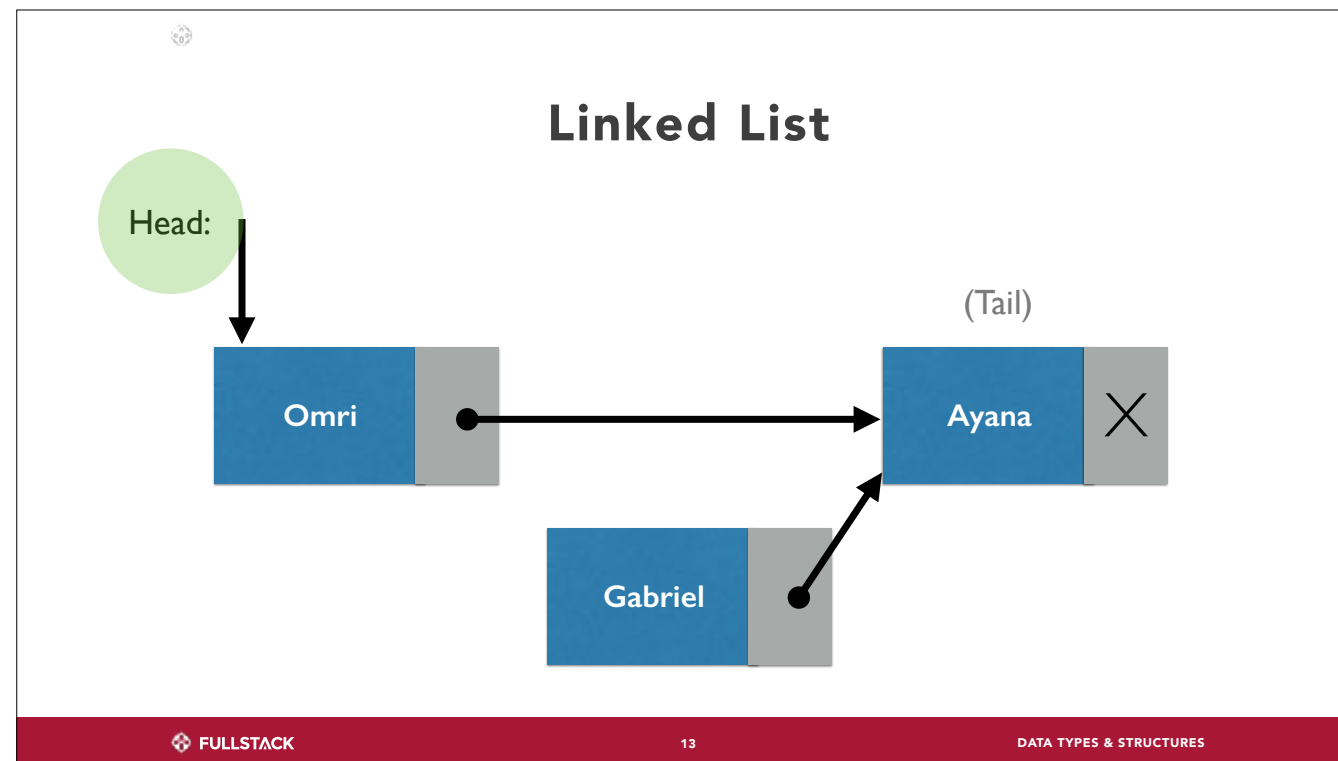 Linked List
Head:
(Tail)
Omri
Ayana
Gabriel
FULLSTACK
13
DATA TYPES & STRUCTURES